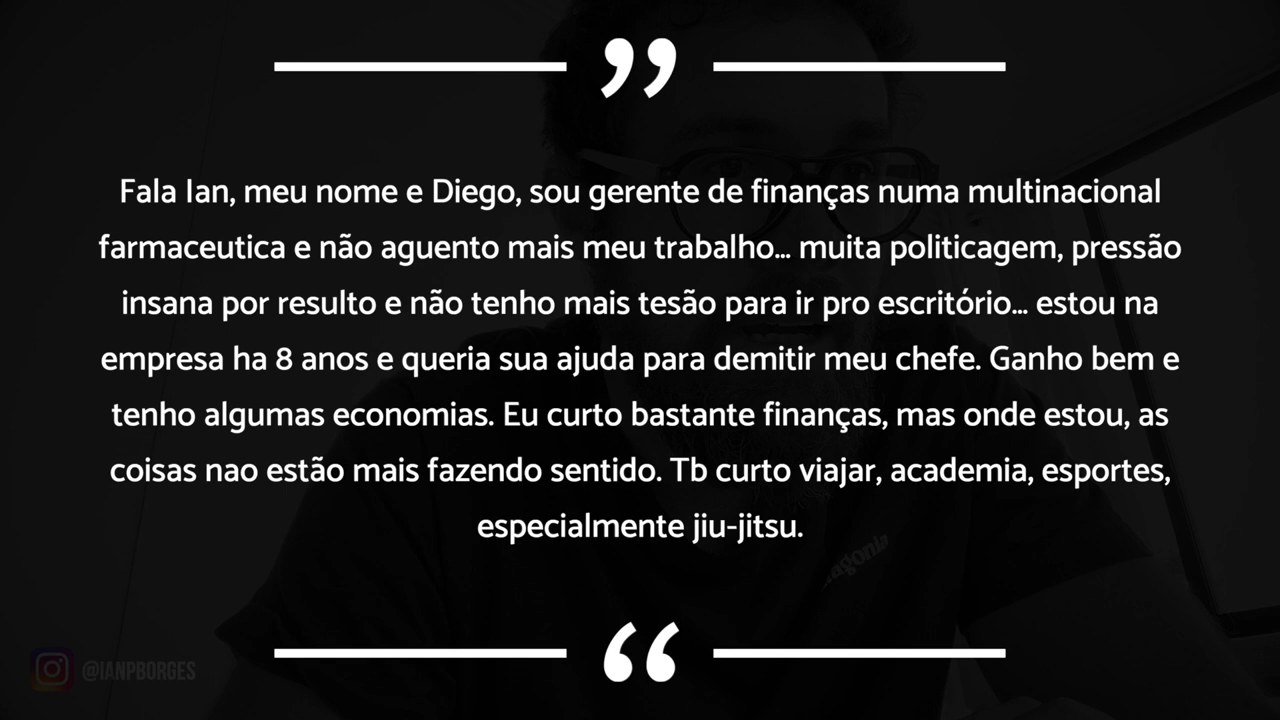 ”
Fala Ian, meu nome e Diego, sou gerente de finanças numa multinacional
farmaceutica e não aguento mais meu trabalho... muita politicagem, pressão
insana por resulto e não tenho mais tesão para ir pro escritório... estou na
empresa ha 8 anos e queria sua ajuda para demitir meu chefe. Ganho bem e
tenho algumas economias. Eu curto bastante finanças, mas onde estou, as
coisas nao estão mais fazendo sentido. Tb curto viajar, academia, esportes,
especialmente jiu-jitsu.
agonia
“
@IANPBORGES